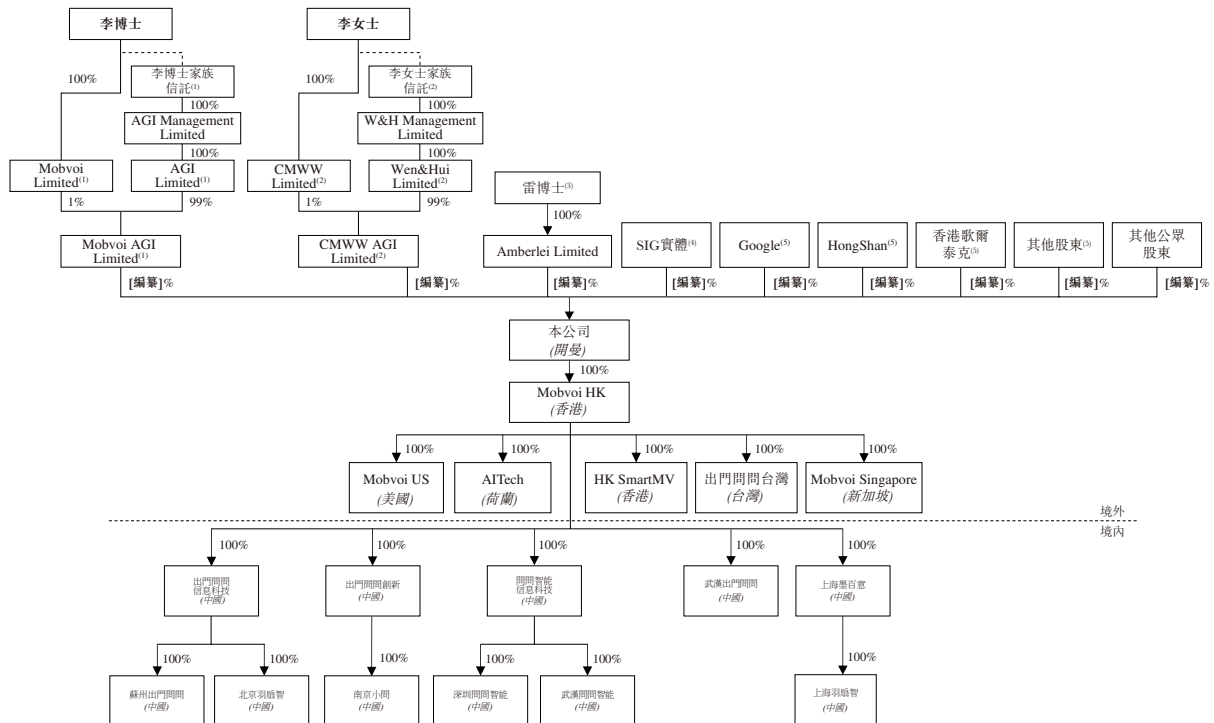 李博士
李女士
100%
李博士家族
信託(1)
100%
李女士家族
信託(2)
100%
100%
AGI Management
Limited
W&H Management
Limited
100%
100%
Mobvoi
Limited(1)
AGI
Limited(1)
CMWW
Limited(2)
Wen&Hui
Limited(2)
雷博士(3)
1%
99%
1%
99%
100%
Mobvoi AGI
Limited(1)
CMWW AGI
Limited(2)
Amberlei Limited
SIG實體(4)
Google(5)
HongShan(5)
香港歌爾
泰克(5)
其他股東(5)
其他公眾
股東
[編纂]%
[編纂]%
[編纂]%
[編纂]%
[編纂]%
[編纂]%
[編纂]%
[編纂]%
[編纂]%
本公司
(開曼)
100%
Mobvoi HK
(香港)
100%
100%
100%
100%
100%
Mobvoi US
(美國)
AITech
(荷蘭)
HK SmartMV
(香港)
出門問問台灣
(台灣)
Mobvoi Singapore
(新加坡)
境外
境內
100%
100%
100%
100%
100%
出門問問
信息科技
(中國)
出門問問創新
(中國)
問問智能
信息科技
(中國)
武漢出門問問
(中國)
上海墨百意
(中國)
100%
100%
100%
100%
100%
100%
蘇州出門問問
(中國)
北京羽扇智
(中國)
南京小問
(中國)
深圳問問智能
(中國)
武漢問問智能
(中國)
上海羽扇智
(中國)